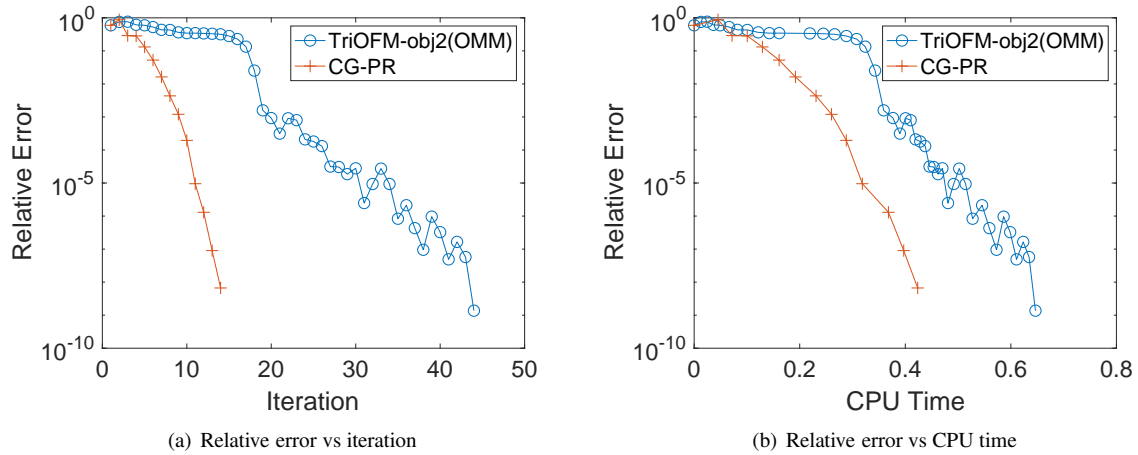 10^0
10^-5
10^-10
Relative Error
0 10 20 30 40 50
Iteration
TriOFM-obj2(OMM)
CG-PR
(a) Relative error vs iteration
10^0
10^-5
10^-10
Relative Error
0 0.2 0.4 0.6 0.8
CPU Time
TriOFM-obj2(OMM)
CG-PR
(b) Relative error vs CPU time